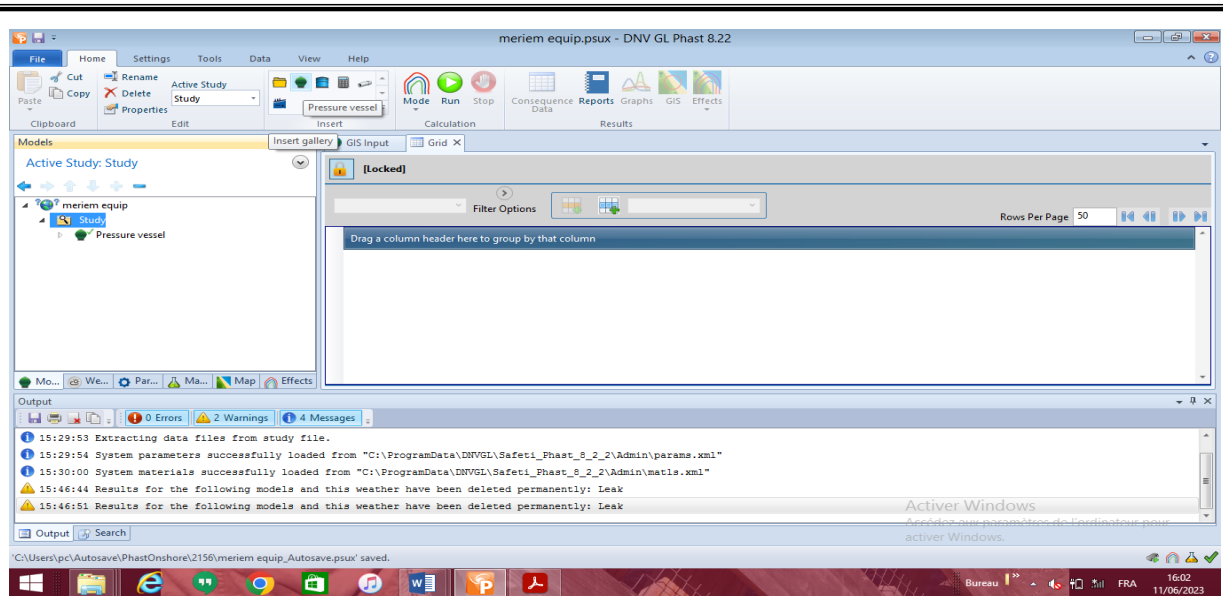 meriem equip.psux - DNV GL Phast 8.22
File Home Settings Tools Data View Help
Paste
Cut
Copy
Rename
Delete
Properties
Active Study
Study
Pressure vessel
Mode Run Stop
Consequence Data
Reports Graphs GIS Effects
Clipboard Edit Insert Calculation Results
Insert gallery
Models
GIS Input Grid
Active Study: Study
[Locked]
meriem equip
Study
Pressure vessel
Filter Options
Rows Per Page 50
Drag a column header here to group by that column
Mo... We... Par... Ma... Map Effects
Output
0 Errors 2 Warnings 4 Messages
15:29:53 Extracting data files from study file.
15:29:54 System parameters successfully loaded from "C:\ProgramData\DNVGL\Safeti_Phast_8_2_2\Admin\params.xml"
15:30:00 System materials successfully loaded from "C:\ProgramData\DNVGL\Safeti_Phast_8_2_2\Admin\matls.xml"
15:46:44 Results for the following models and this weather have been deleted permanently: Leak
15:46:51 Results for the following models and this weather have been deleted permanently: Leak
Activer Windows
Accédez aux paramètres de l'ordinateur pour
activer Windows.
Output Search
'C:\Users\pc\Autosave\PhastOnshore\2156\meriem equip_Autosave.psux' saved.
Bureau FRA 16:02
11/06/2023